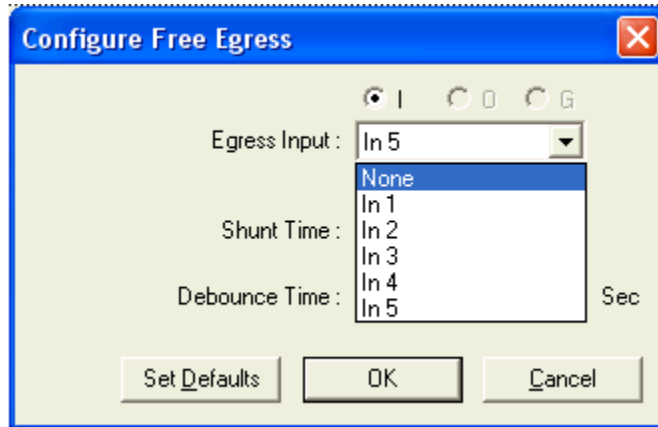 Configure Free Egress
I O G
Egress Input : In 5
None
In 1
Shunt Time : In 2
In 3
In 4
Debounce Time : In 5 Sec
Set Defaults OK Cancel